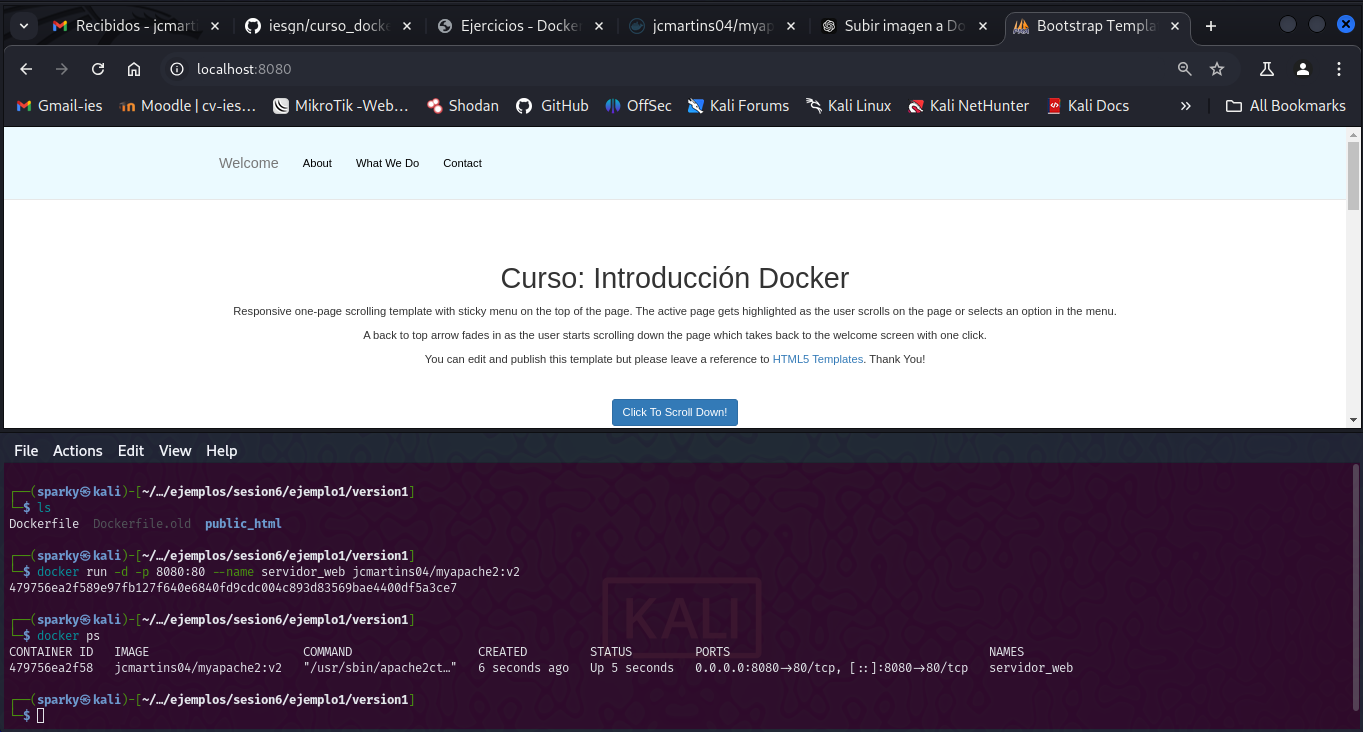 Recibidos - jcmarti
iesgn/curso_docke
Ejercicios - Docker
jcmartins04/myap
Subir imagen a Do
Bootstrap Templa
localhost:8080
Gmail-ies
Moodle | cv-ies…
MikroTik -Web…
Shodan
GitHub
OffSec
Kali Forums
Kali Linux
Kali NetHunter
Kali Docs
»
All Bookmarks
Welcome About What We Do Contact
Curso: Introducción Docker
Responsive one-page scrolling template with sticky menu on the top of the page. The active page gets highlighted as the user scrolls on the page or selects an option in the menu.
A back to top arrow fades in as the user starts scrolling down the page which takes back to the welcome screen with one click.
You can edit and publish this template but please leave a reference to HTML5 Templates. Thank You!
Click To Scroll Down!
File Actions Edit View Help
┌──(sparky㉿kali)-[~/…/ejemplos/sesion6/ejemplo1/version1]
└─$ ls
Dockerfile Dockerfile.old public_html
┌──(sparky㉿kali)-[~/…/ejemplos/sesion6/ejemplo1/version1]
└─$ docker run -d -p 8080:80 --name servidor_web jcmartins04/myapache2:v2
479756ea2f589e97fb127f640e6840fd9cdc004c893d83569bae4400df5a3ce7
┌──(sparky㉿kali)-[~/…/ejemplos/sesion6/ejemplo1/version1]
└─$ docker ps
CONTAINER ID IMAGE COMMAND CREATED STATUS PORTS NAMES
479756ea2f58 jcmartins04/myapache2:v2 "/usr/sbin/apache2ct…" 6 seconds ago Up 5 seconds 0.0.0.0:8080->80/tcp, [::]:8080->80/tcp servidor_web
┌──(sparky㉿kali)-[~/…/ejemplos/sesion6/ejemplo1/version1]
└─$
KALI